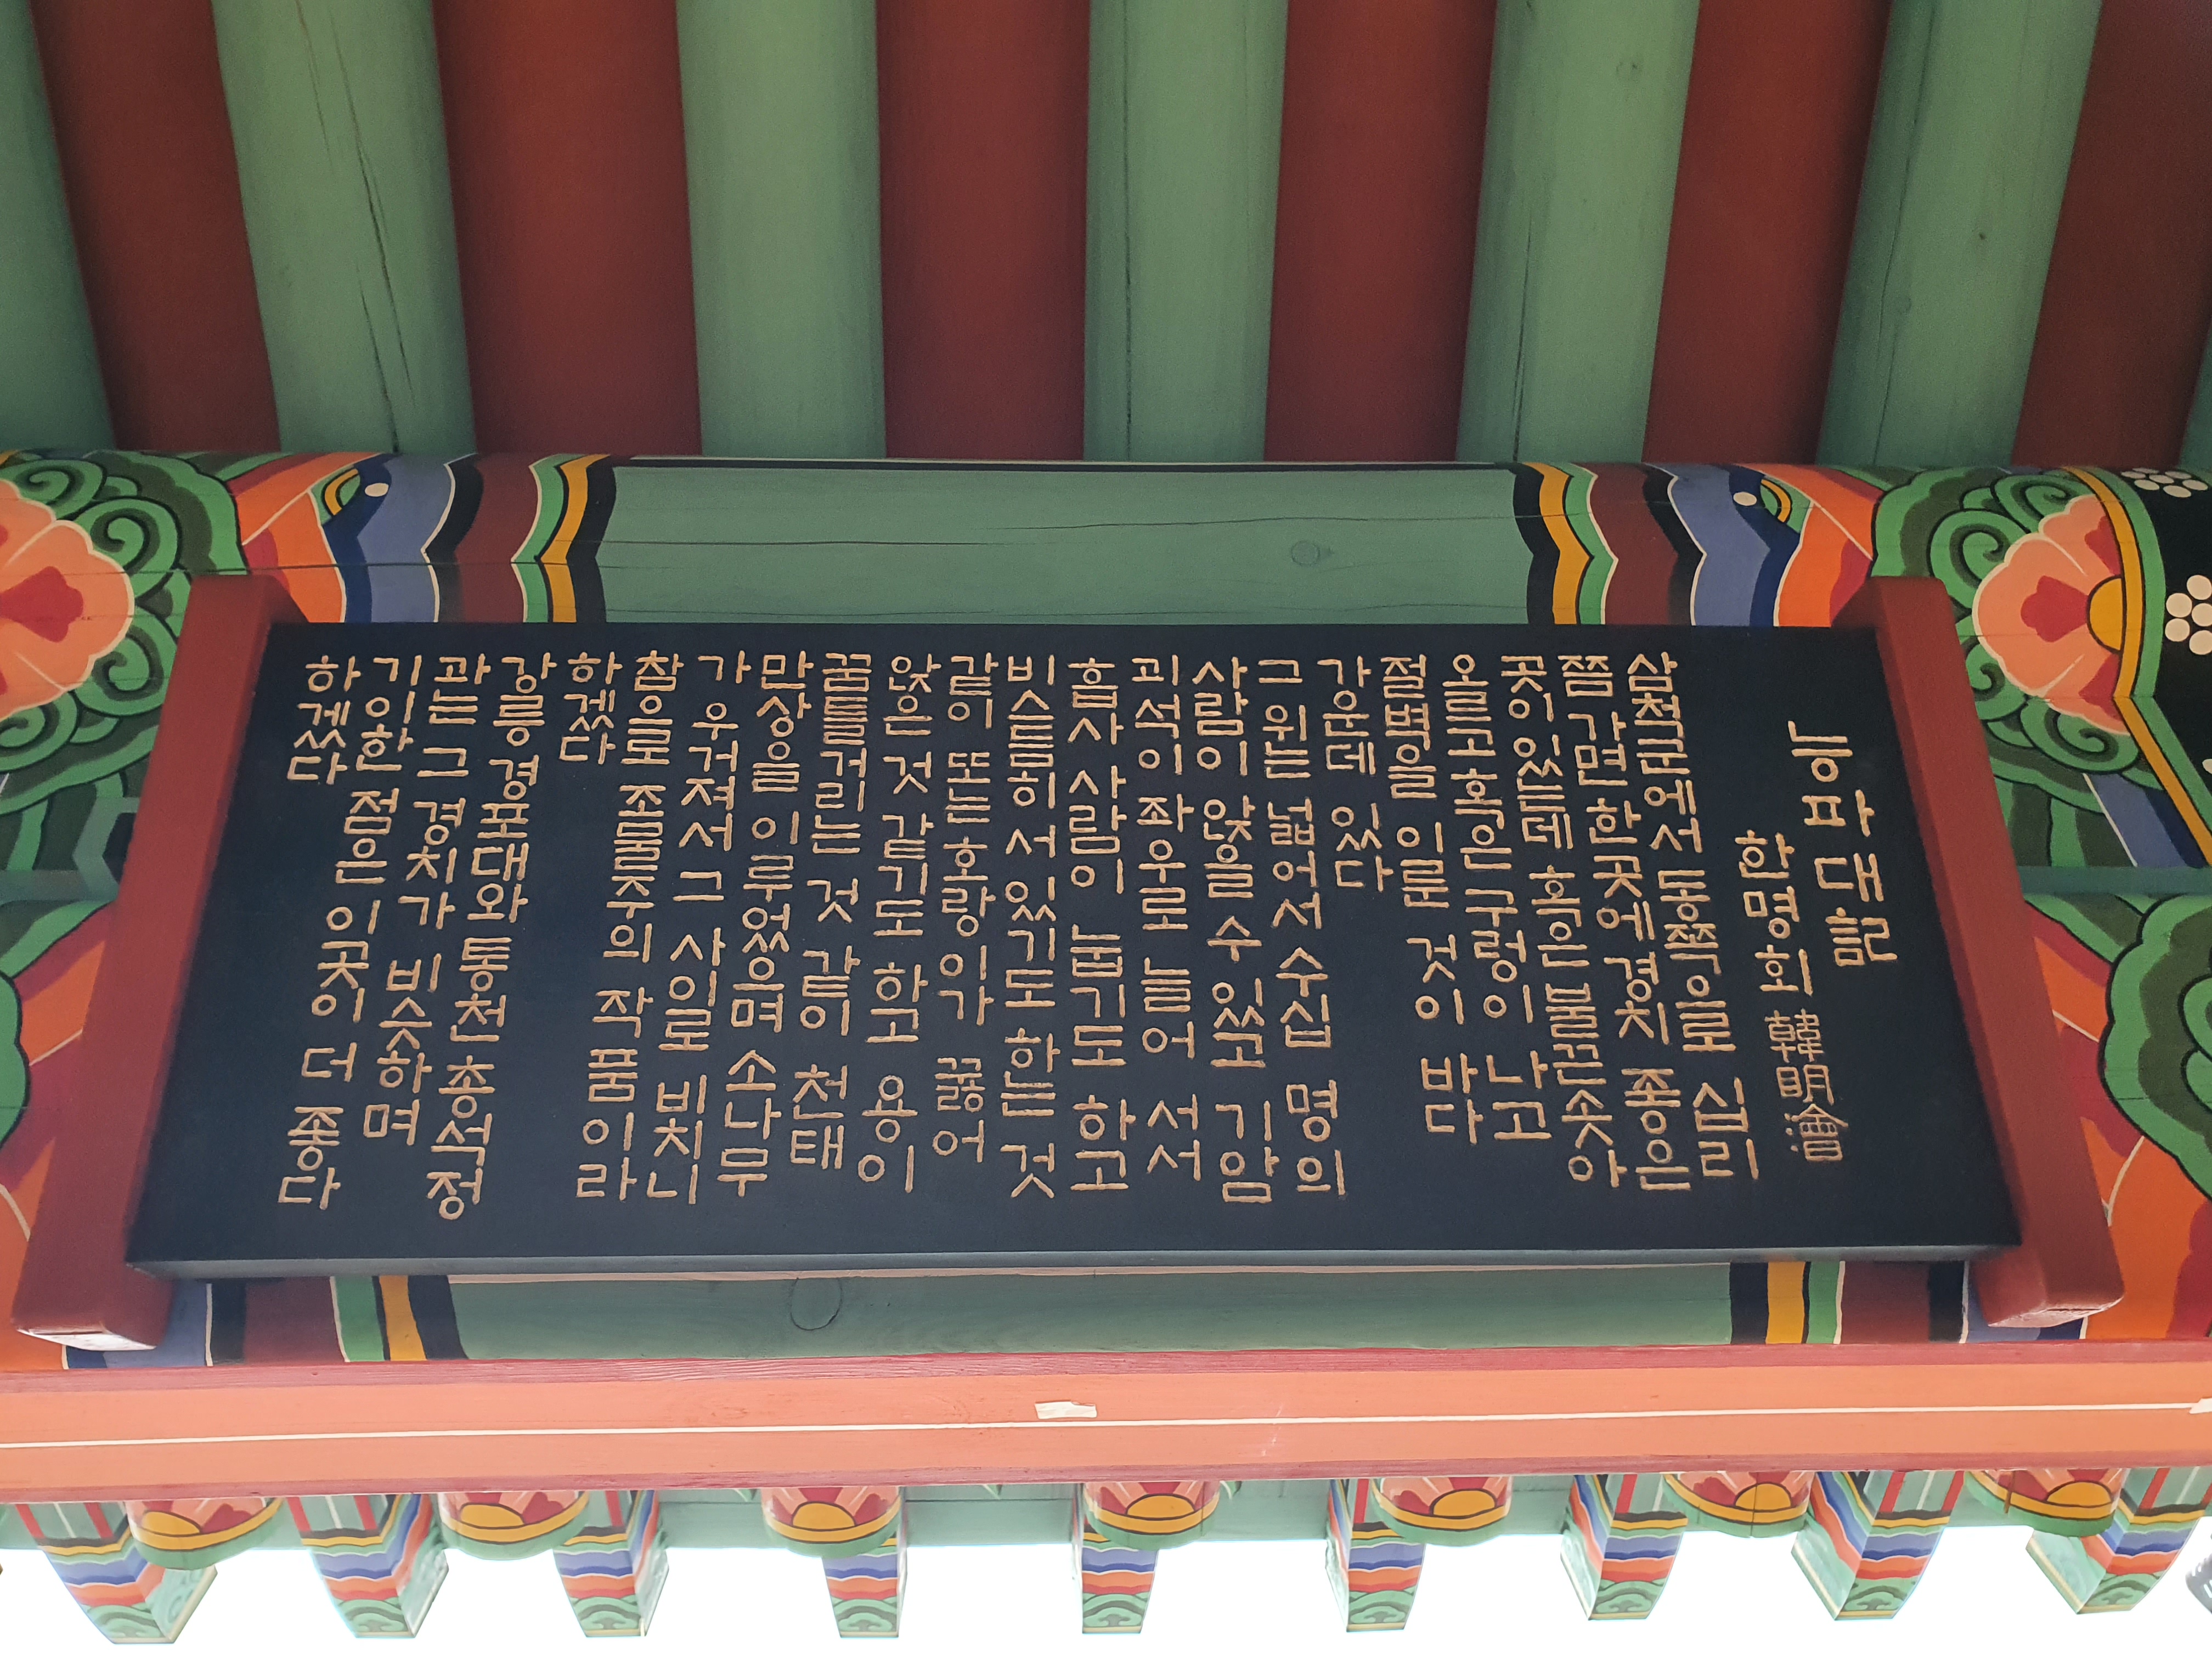 능파대記
한명회 韓明澮
삼척군에서 동쪽으로 십리
쯤 가면 한곳에 경치 좋은
곳이 있는데 혹은 불끈솟아
오르고 혹은 구렁이 나고
절벽을 이룬 것이 바다
가운데 있다
그 위는 넓어서 수십 명의
사람이 앉을 수 있고 기암
괴석이 좌우로 늘어 서서
흡사 사람이 눕기도 하고
비스듬히 서 있기도 하는 것
같이 또는 호랑이가 꿇어
앉은 것 같기도 하고 용이
꿈틀거리는 것 같이 천태
만상을 이루었으며 소나무
가 우거져서 그 사이로 비치니
참으로 조물주의 작품이라
하겠다
강릉 경포대와 통천 총석정
과는 그 경치가 비슷하며
기이한 점은 이곳이 더 좋다
하겠다